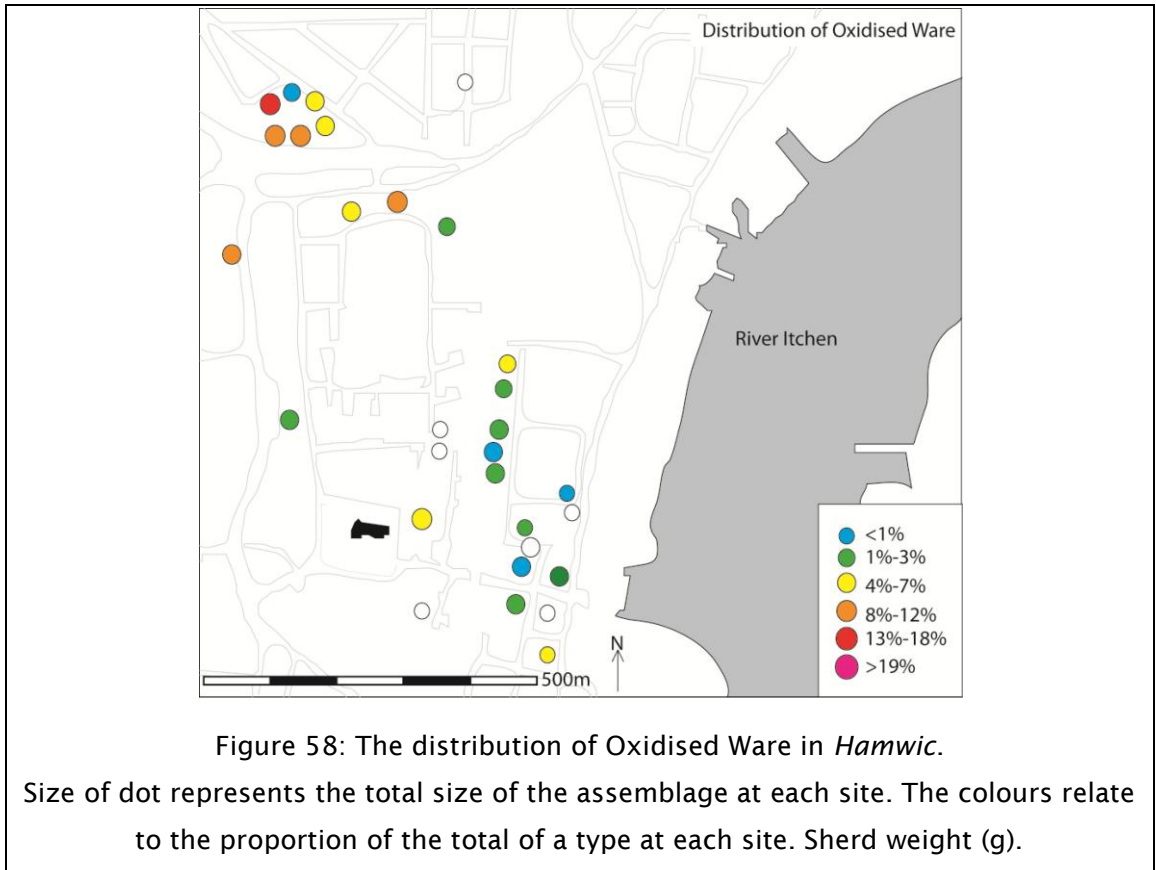 Distribution of Oxidised Ware
River Itchen
<1%
1%-3%
4%-7%
8%-12%
13%-18%
>19%
N
500m
Figure 58: The distribution of Oxidised Ware in Hamwic.
Size of dot represents the total size of the assemblage at each site. The colours relate
to the proportion of the total of a type at each site. Sherd weight (g).